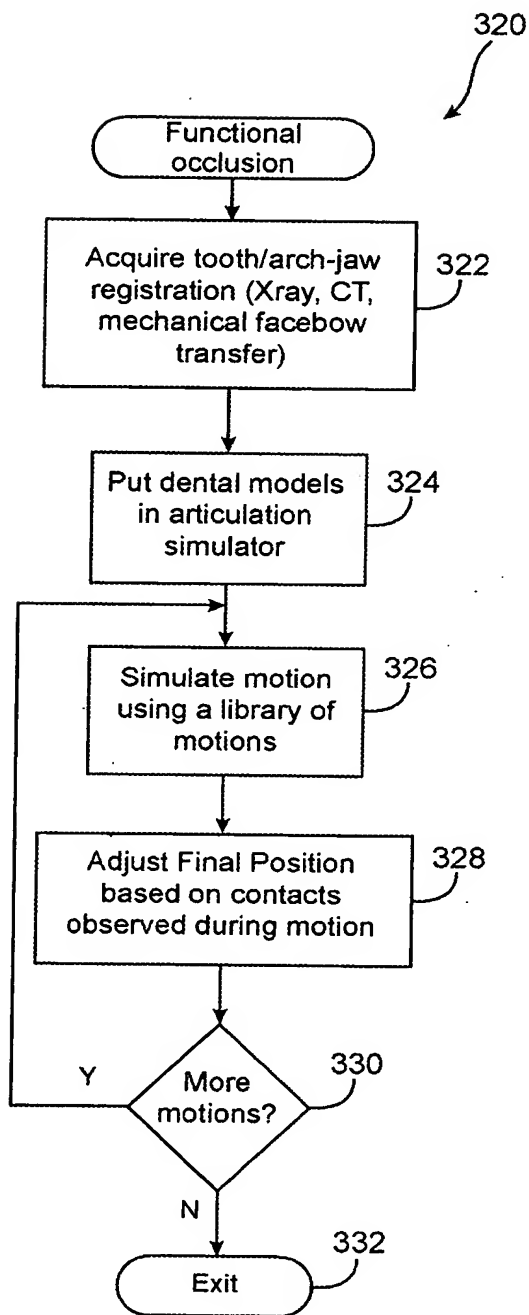 320
Functional
occlusion
Acquire tooth/arch-jaw
registration (Xray, CT,
mechanical facebow
transfer)
322
Put dental models
in articulation
simulator
324
Simulate motion
using a library of
motions
326
Adjust Final Position
based on contacts
observed during motion
328
Y
More
motions?
330
N
Exit
332